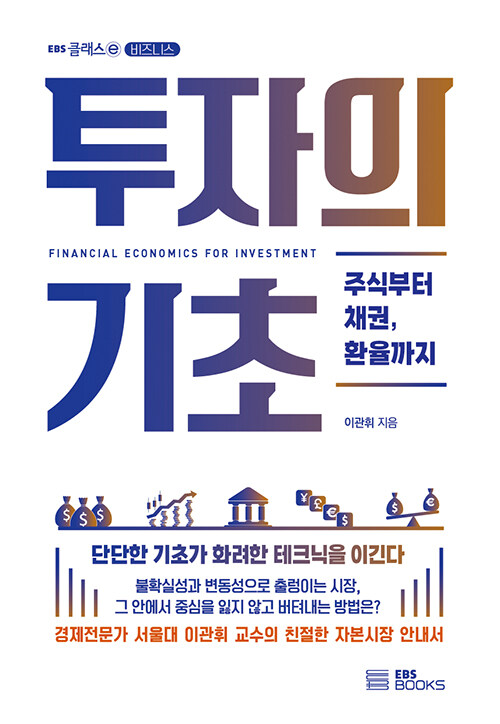 EBS 클래스 e 비즈니스
투자의
FINANCIAL ECONOMICS FOR INVESTMENT
기초
주식부터
채권,
환율까지
이관휘 지음
$ $ $
¥ £ e $
$ e
단단한 기초가 화려한 테크닉을 이긴다
불확실성과 변동성으로 출렁이는 시장,
그 안에서 중심을 잃지 않고 버텨내는 방법은?
경제전문가 서울대 이관휘 교수의 친절한 자본시장 안내서
EBS
BOOKS